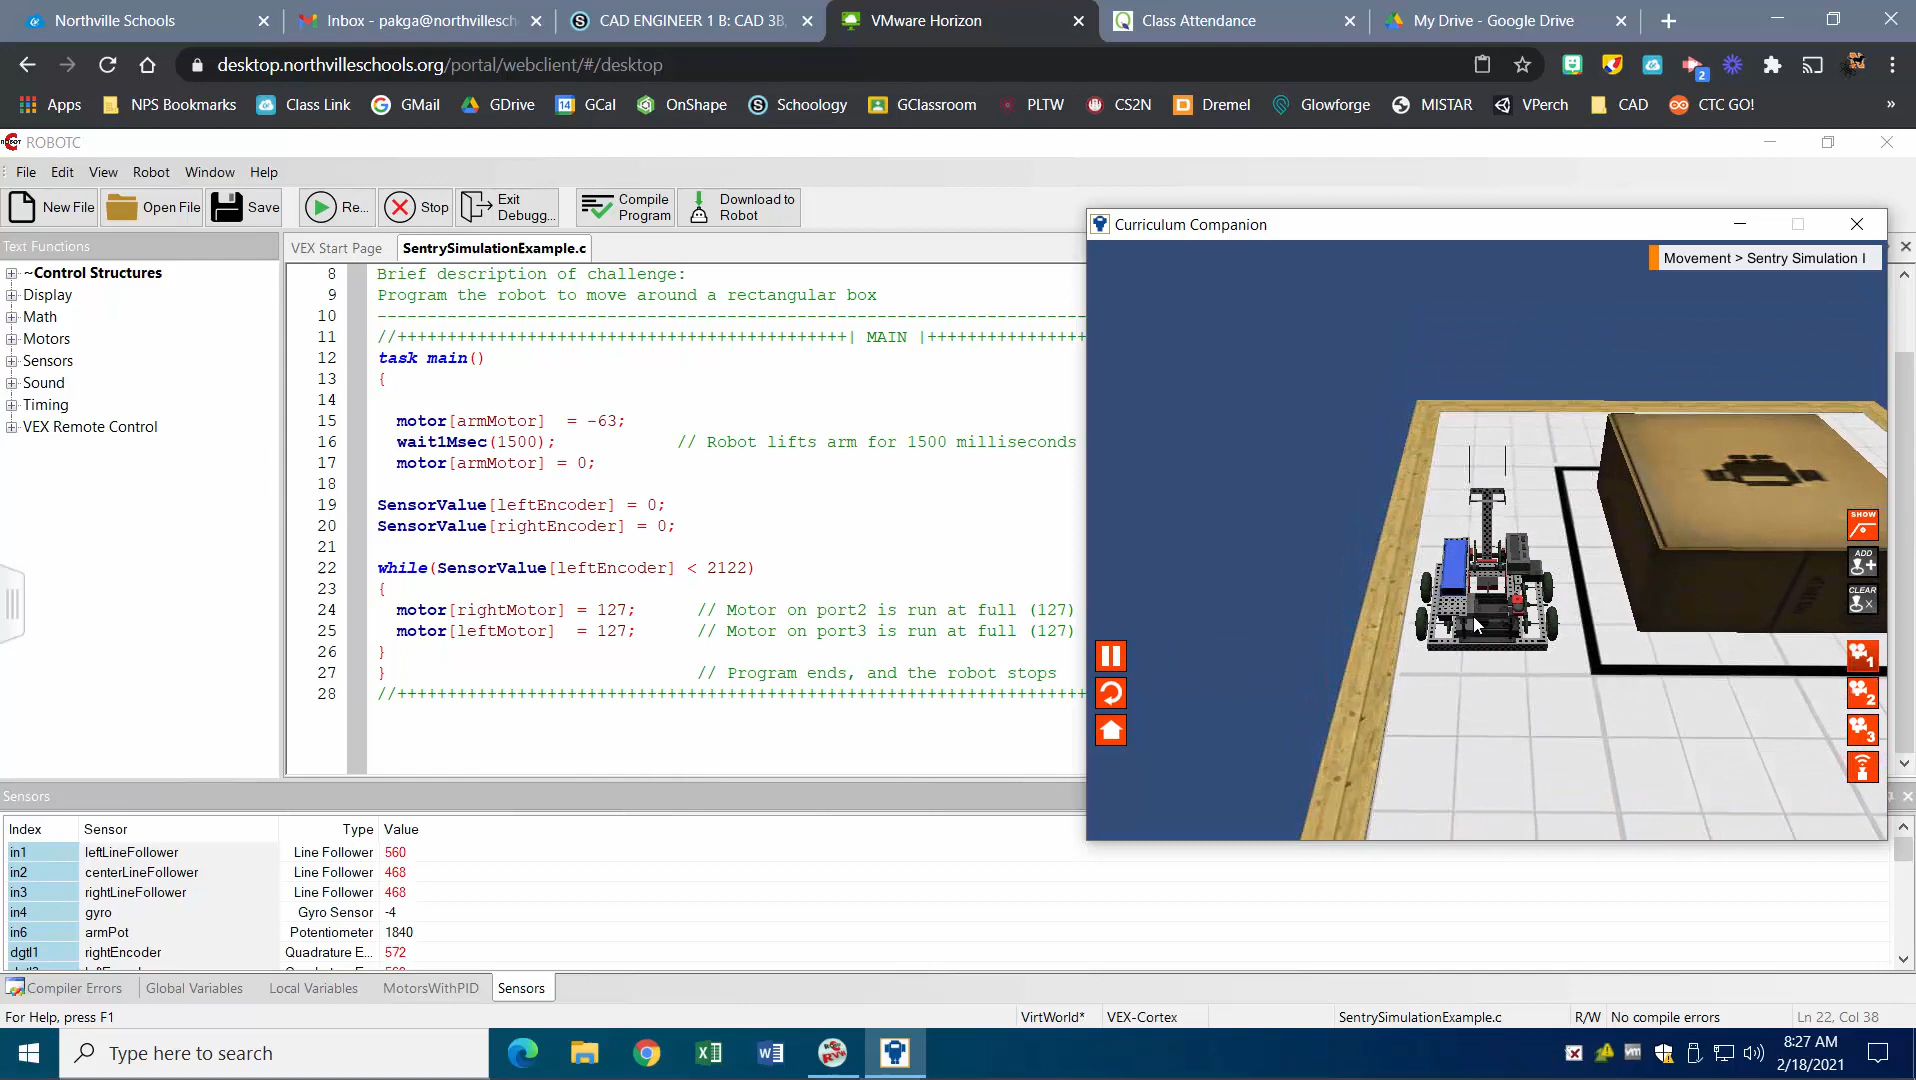 Northville Schools
Inbox - pakga@northvillesch
CAD ENGINEER 1 B: CAD 3B,
VMware Horizon
Class Attendance
My Drive - Google Drive
desktop.northvilleschools.org/portal/webclient/#/desktop
2
Apps
NPS Bookmarks
Class Link
GMail
GDrive
14
GCal
OnShape
Schoology
GClassroom
PLTW
CS2N
Dremel
Glowforge
MISTAR
VPerch
CAD
CTC GO!
»
ROBOTC
File Edit View Robot Window Help
New File
Open File
Save
Re...
Stop
Exit
Debugg...
Compile
Program
Download to
Robot
Text Functions
VEX Start Page
SentrySimulationExample.c
~Control Structures
Display
Math
Motors
Sensors
Sound
Timing
VEX Remote Control
8 Brief description of challenge:
9 Program the robot to move around a rectangular box
10 ----------------------------------------------------------------------
11 //+++++++++++++++++++++++++++++++++++++++++++| MAIN |++++++++++++++++
12 task main()
13 {
14
15 motor[armMotor]  = -63;
16 wait1Msec(1500); // Robot lifts arm for 1500 milliseconds
17 motor[armMotor] = 0;
18
19 SensorValue[leftEncoder] = 0;
20 SensorValue[rightEncoder] = 0;
21
22 while(SensorValue[leftEncoder] < 2122)
23 {
24 motor[rightMotor] = 127; // Motor on port2 is run at full (127)
25 motor[leftMotor]  = 127; // Motor on port3 is run at full (127)
26 }
27 } // Program ends, and the robot stops
28 //++++++++++++++++++++++++++++++++++++++++++++++++++++++++++++++++++
Curriculum Companion
Movement > Sentry Simulation I
SHOW
ADD
CLEAR
1
2
3
Sensors
Index Sensor Type Value
in1 leftLineFollower Line Follower 560
in2 centerLineFollower Line Follower 468
in3 rightLineFollower Line Follower 468
in4 gyro Gyro Sensor -4
in6 armPot Potentiometer 1840
dgtl1 rightEncoder Quadrature E... 572
Compiler Errors
Global Variables
Local Variables
MotorsWithPID
Sensors
For Help, press F1
VirtWorld*
VEX-Cortex
SentrySimulationExample.c
R/W
No compile errors
Ln 22, Col 38
Type here to search
8:27 AM
2/18/2021